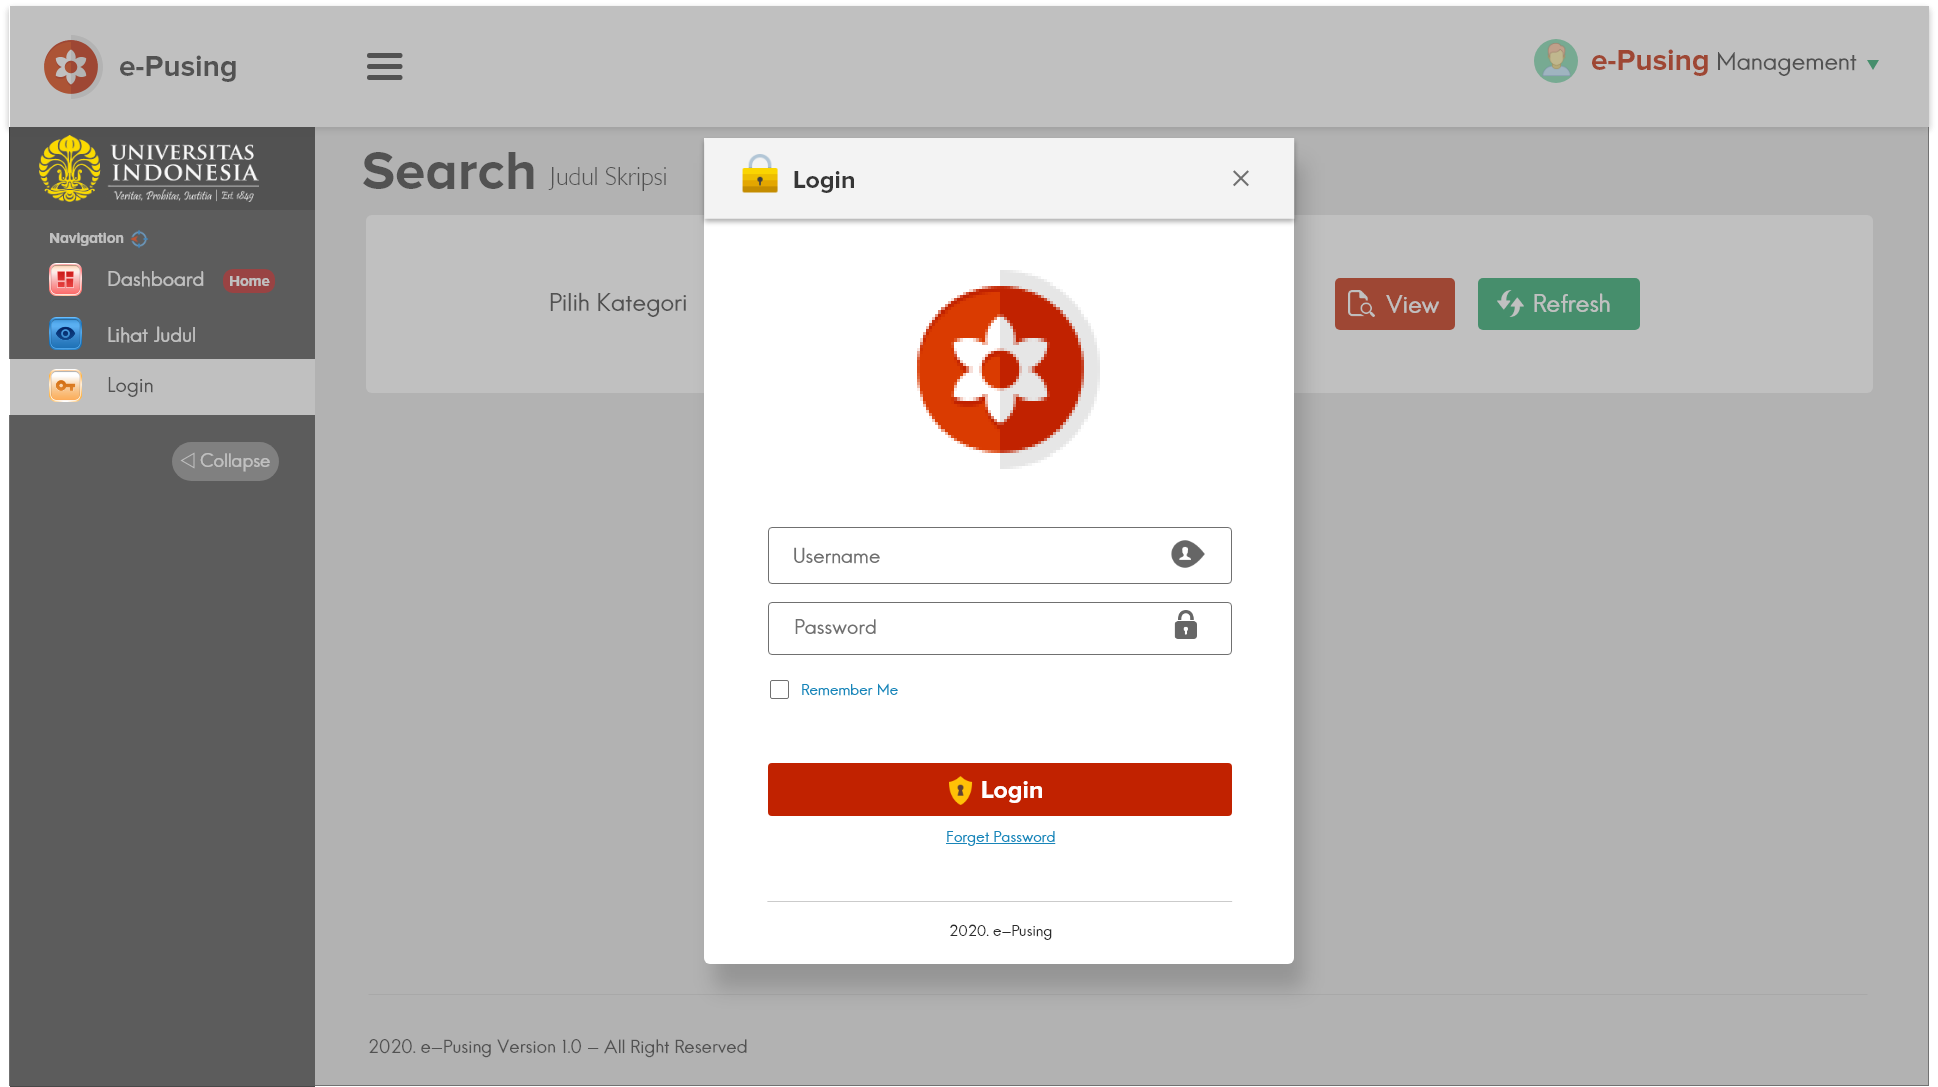 e-Pusing
e-Pusing Management
UNIVERSITAS
INDONESIA
Veritas, Probitas, Justitia | Est 1849
Navigation
Dashboard Home
Lihat Judul
Login
Collapse
Search Judul Skripsi
Pilih Kategori
View
Refresh
Login
Username
Password
Remember Me
Login
Forget Password
2020. e-Pusing
2020. e-Pusing Version 1.0 - All Right Reserved